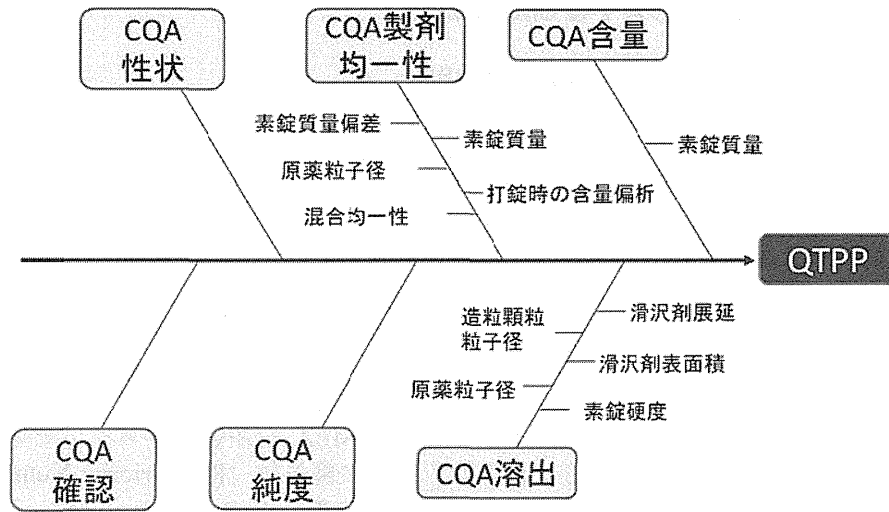 CQA
性状
CQA製剤
均一性
CQA含量
素錠質量偏差
素錠質量
原薬粒子径
打錠時の含量偏析
混合均一性
素錠質量
QTPP
造粒顆粒
粒子径
滑沢剤展延
滑沢剤表面積
原薬粒子径
素錠硬度
CQA
確認
CQA
純度
CQA溶出